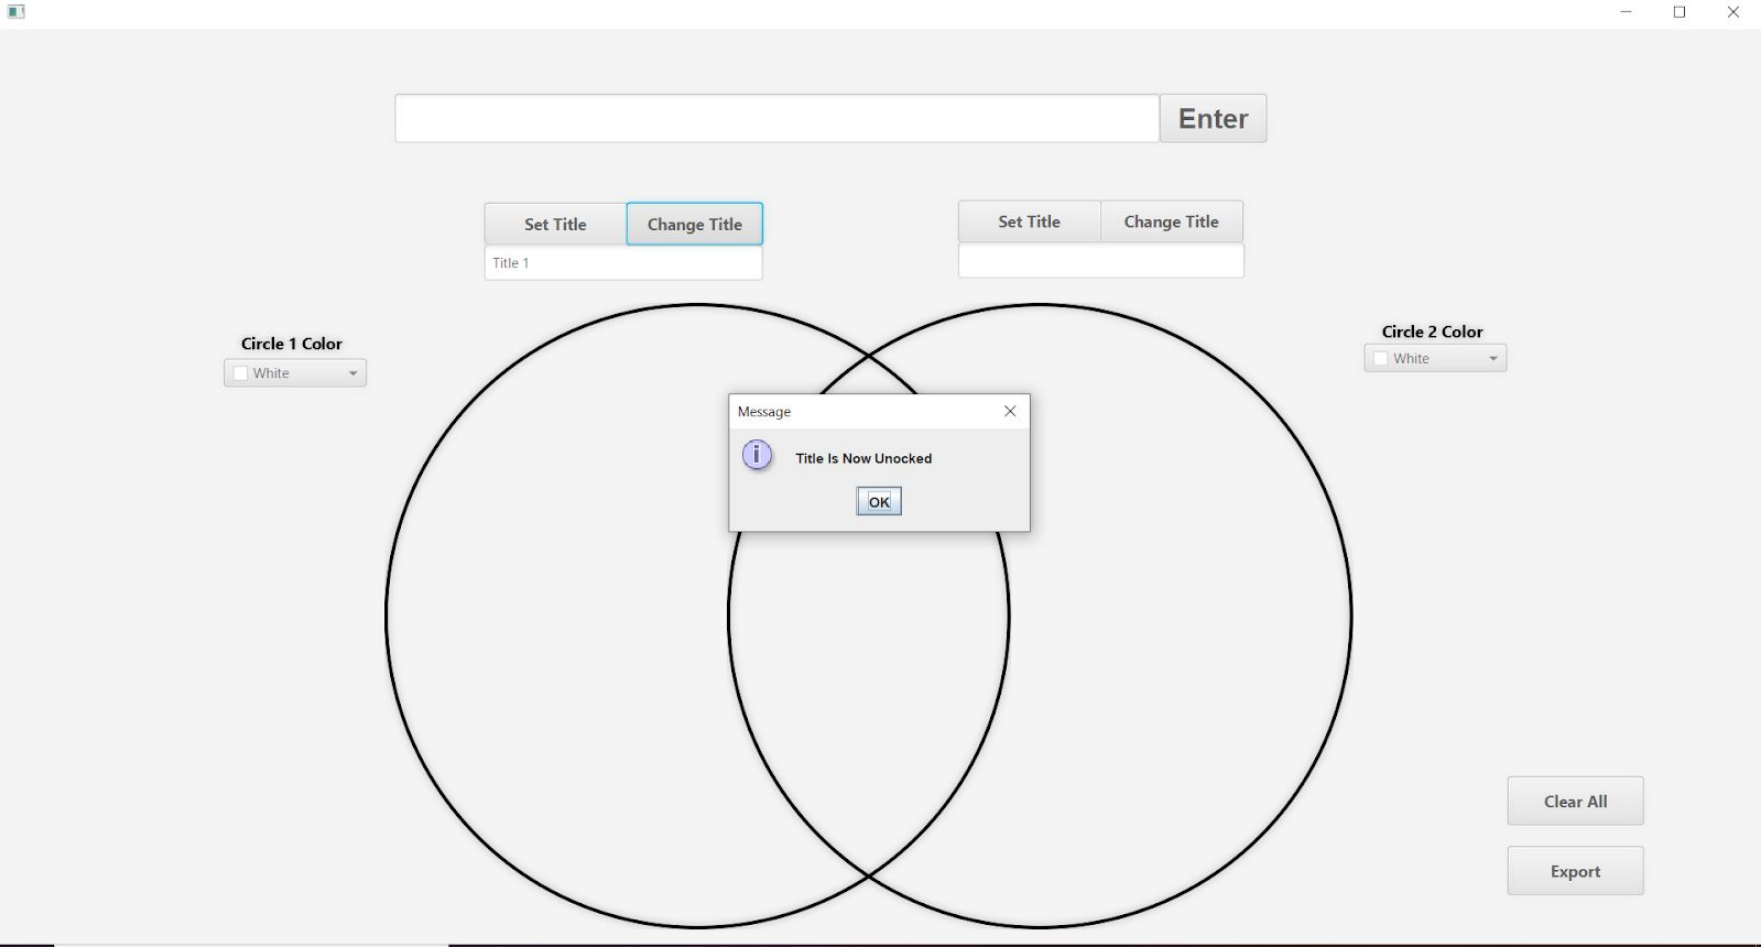 Enter
Set Title
Change Title
Set Title
Change Title
Title 1
Circle 1 Color
White
Circle 2 Color
White
Message
Title Is Now Unocked
OK
Clear All
Export